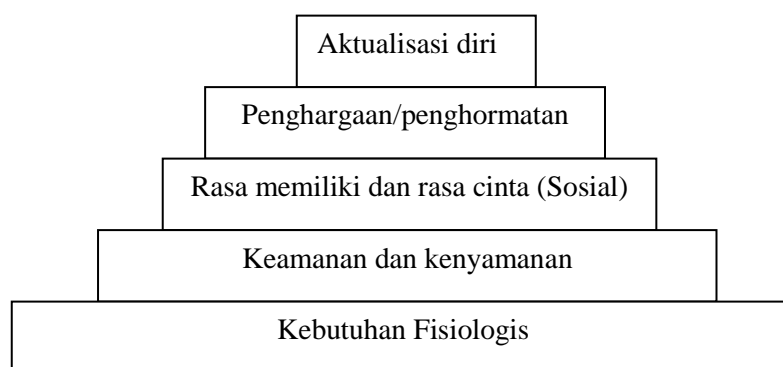 Aktualisasi diri
Penghargaan/penghormatan
Rasa memiliki dan rasa cinta (Sosial)
Keamanan dan kenyamanan
Kebutuhan Fisiologis